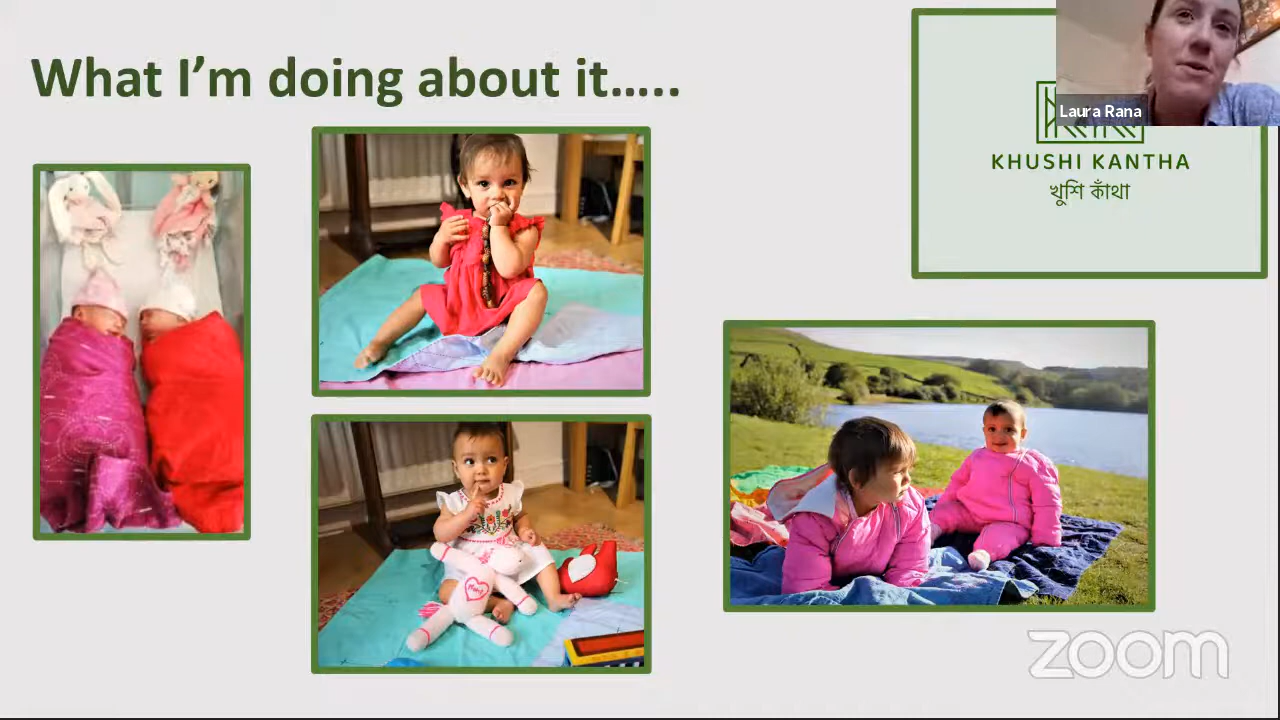 What I'm doing about it.....
Laura Rana
KHUSHI KANTHA
খুশি কাঁথা
zoom